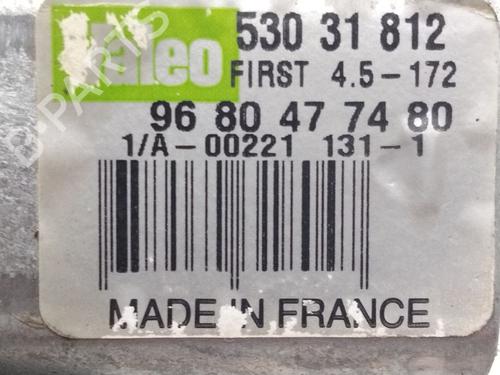 Valeo
530 31 812
FIRST 4.5-172
96 80 47 74 80
1/A-00221 131-1
MADE IN FRANCE